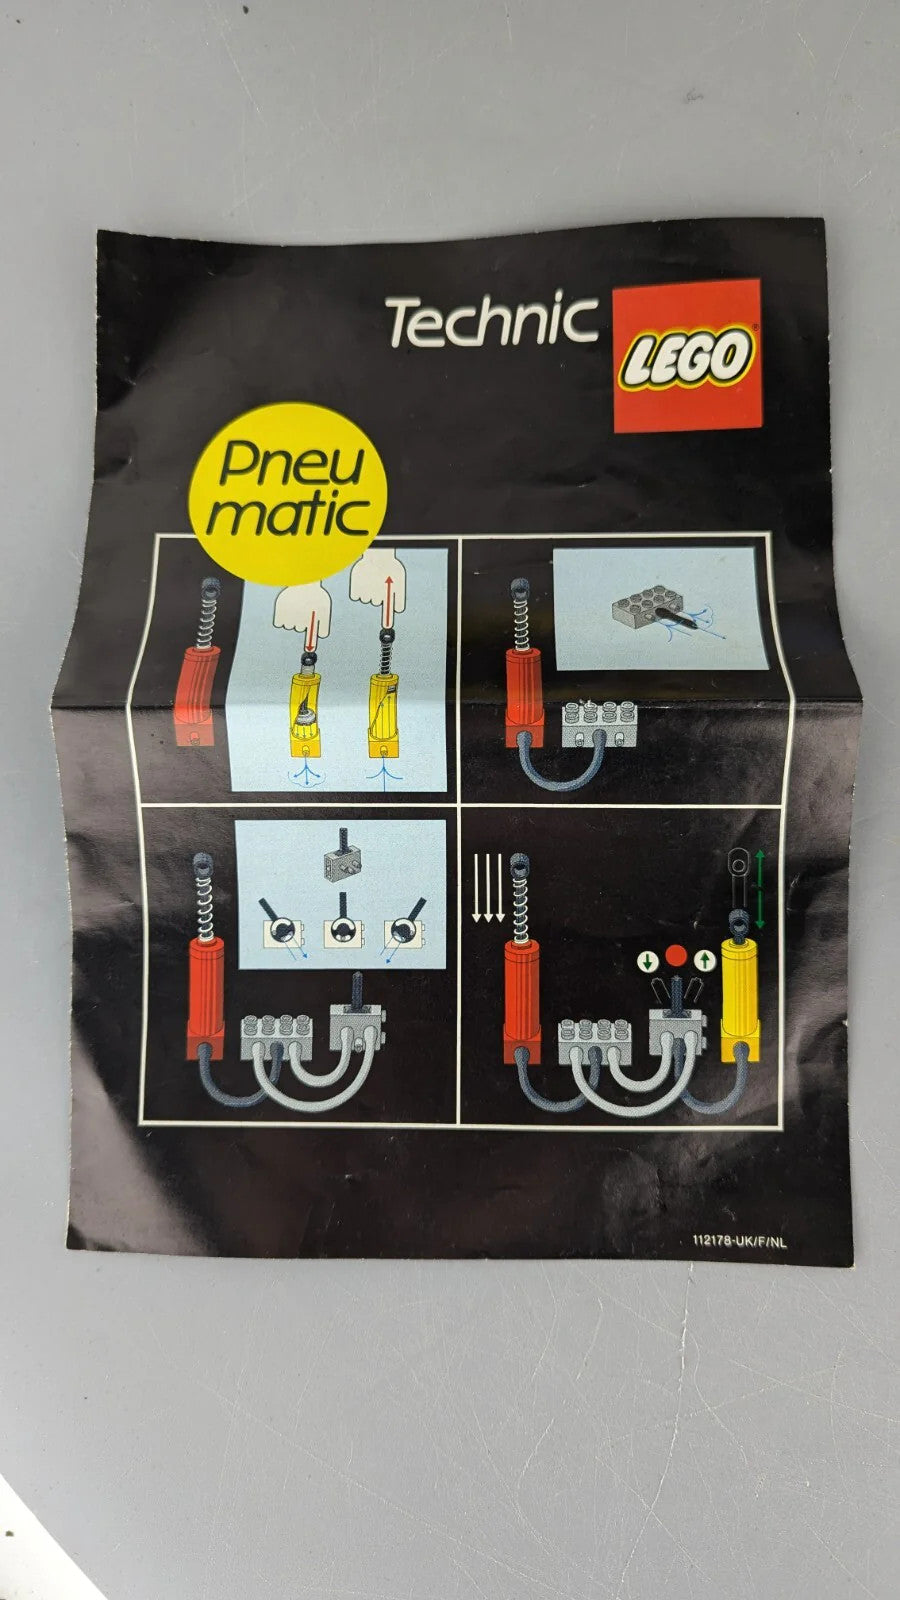 Technic
LEGO®
Pneu
matic
112178-UK/F/NL